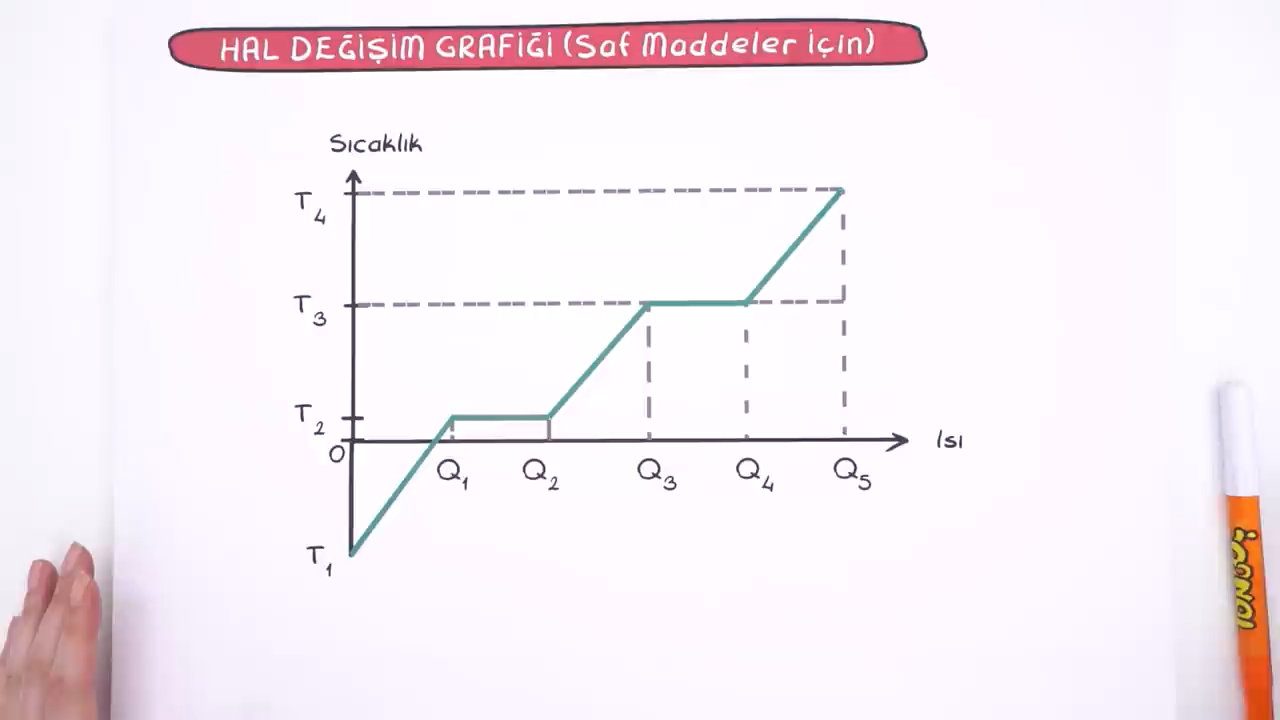 HAL DEĞİŞİM GRAFİĞİ (Saf Maddeler İçin)
Sıcaklık
T4
T3
T2
0
T1
Q1 Q2 Q3 Q4 Q5
Isı